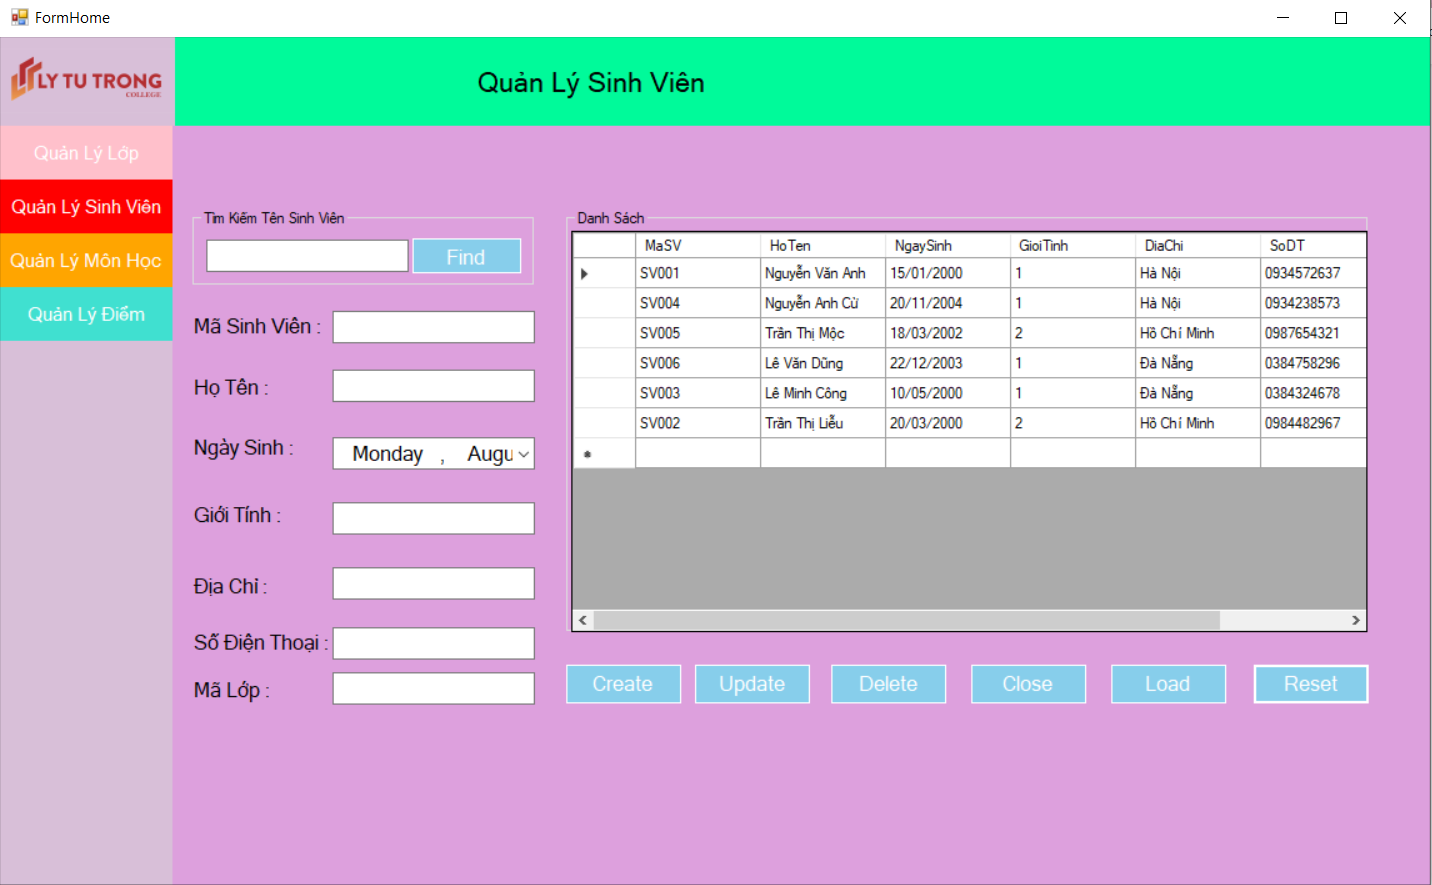 FormHome
LY TU TRONG
COLLEGE
Quản Lý Sinh Viên
Quản Lý Lớp
Quản Lý Sinh Viên
Quản Lý Môn Học
Quản Lý Điểm
Tìm Kiếm Tên Sinh Viên
Find
Mã Sinh Viên :
Họ Tên :
Ngày Sinh :
Monday , Augu
Giới Tính :
Địa Chỉ :
Số Điện Thoại :
Mã Lớp :
Danh Sách
MaSV HoTen NgaySinh GioiTinh DiaChi SoDT
SV001 Nguyễn Văn Anh 15/01/2000 1 Hà Nội 0934572637
SV004 Nguyễn Anh Cừ 20/11/2004 1 Hà Nội 0934238573
SV005 Trần Thị Mộc 18/03/2002 2 Hồ Chí Minh 0987654321
SV006 Lê Văn Dũng 22/12/2003 1 Đà Nẵng 0384758296
SV003 Lê Minh Công 10/05/2000 1 Đà Nẵng 0384324678
SV002 Trần Thị Liễu 20/03/2000 2 Hồ Chí Minh 0984482967
Create Update Delete Close Load Reset